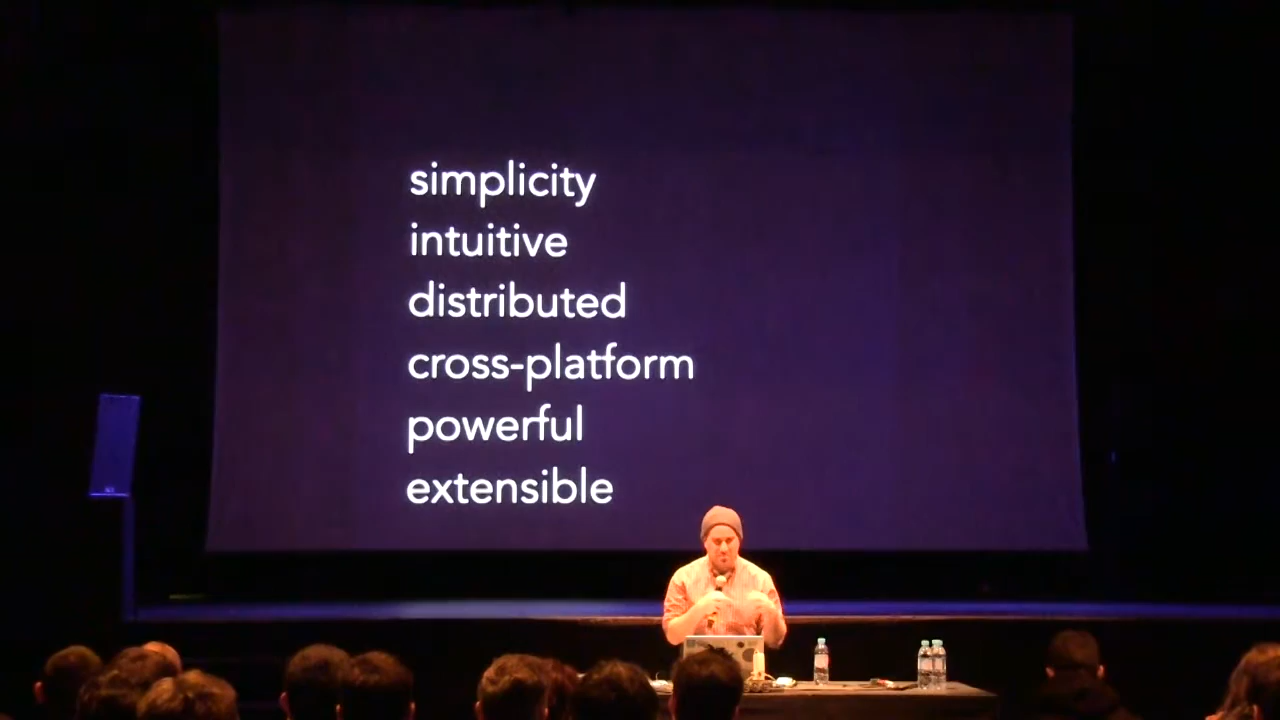 simplicity
intuitive
distributed
cross-platform
powerful
extensible